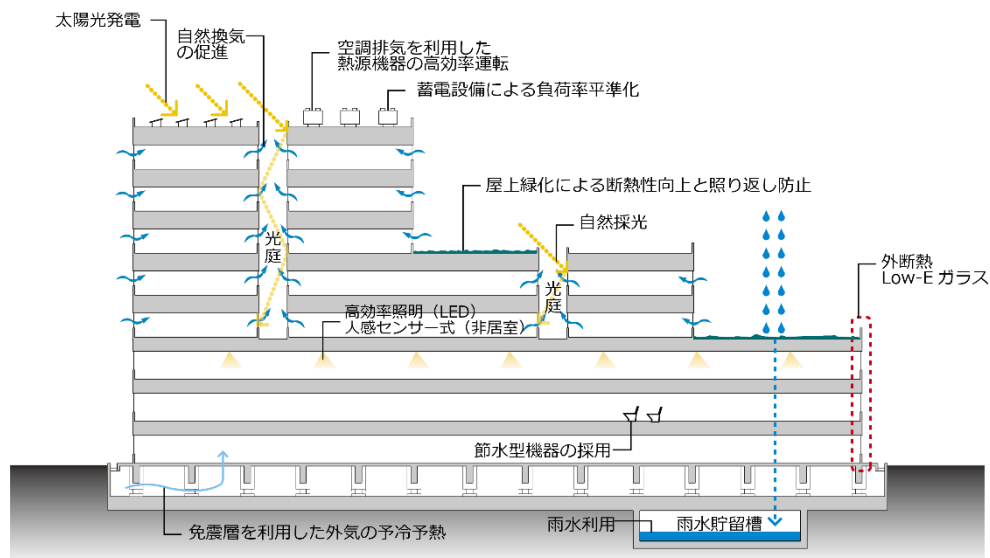 太陽光発電
自然換気
の促進
空調排気を利用した
熱源機器の高効率運転
蓄電設備による負荷率平準化
屋上緑化による断熱性向上と照り返し防止
自然採光
光庭
光庭
外断熱
Low-E ガラス
高効率照明（LED）
人感センサー式（非居室）
節水型機器の採用
免震層を利用した外気の予冷予熱
雨水利用
雨水貯留槽